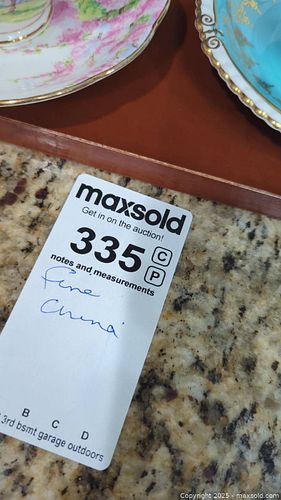 maxsold
Get in on the auction!
335 C
P
notes and measurements
Fine
China
B C D
3rd bsmt garage outdoors
Copyright 2025 - maxsold.com